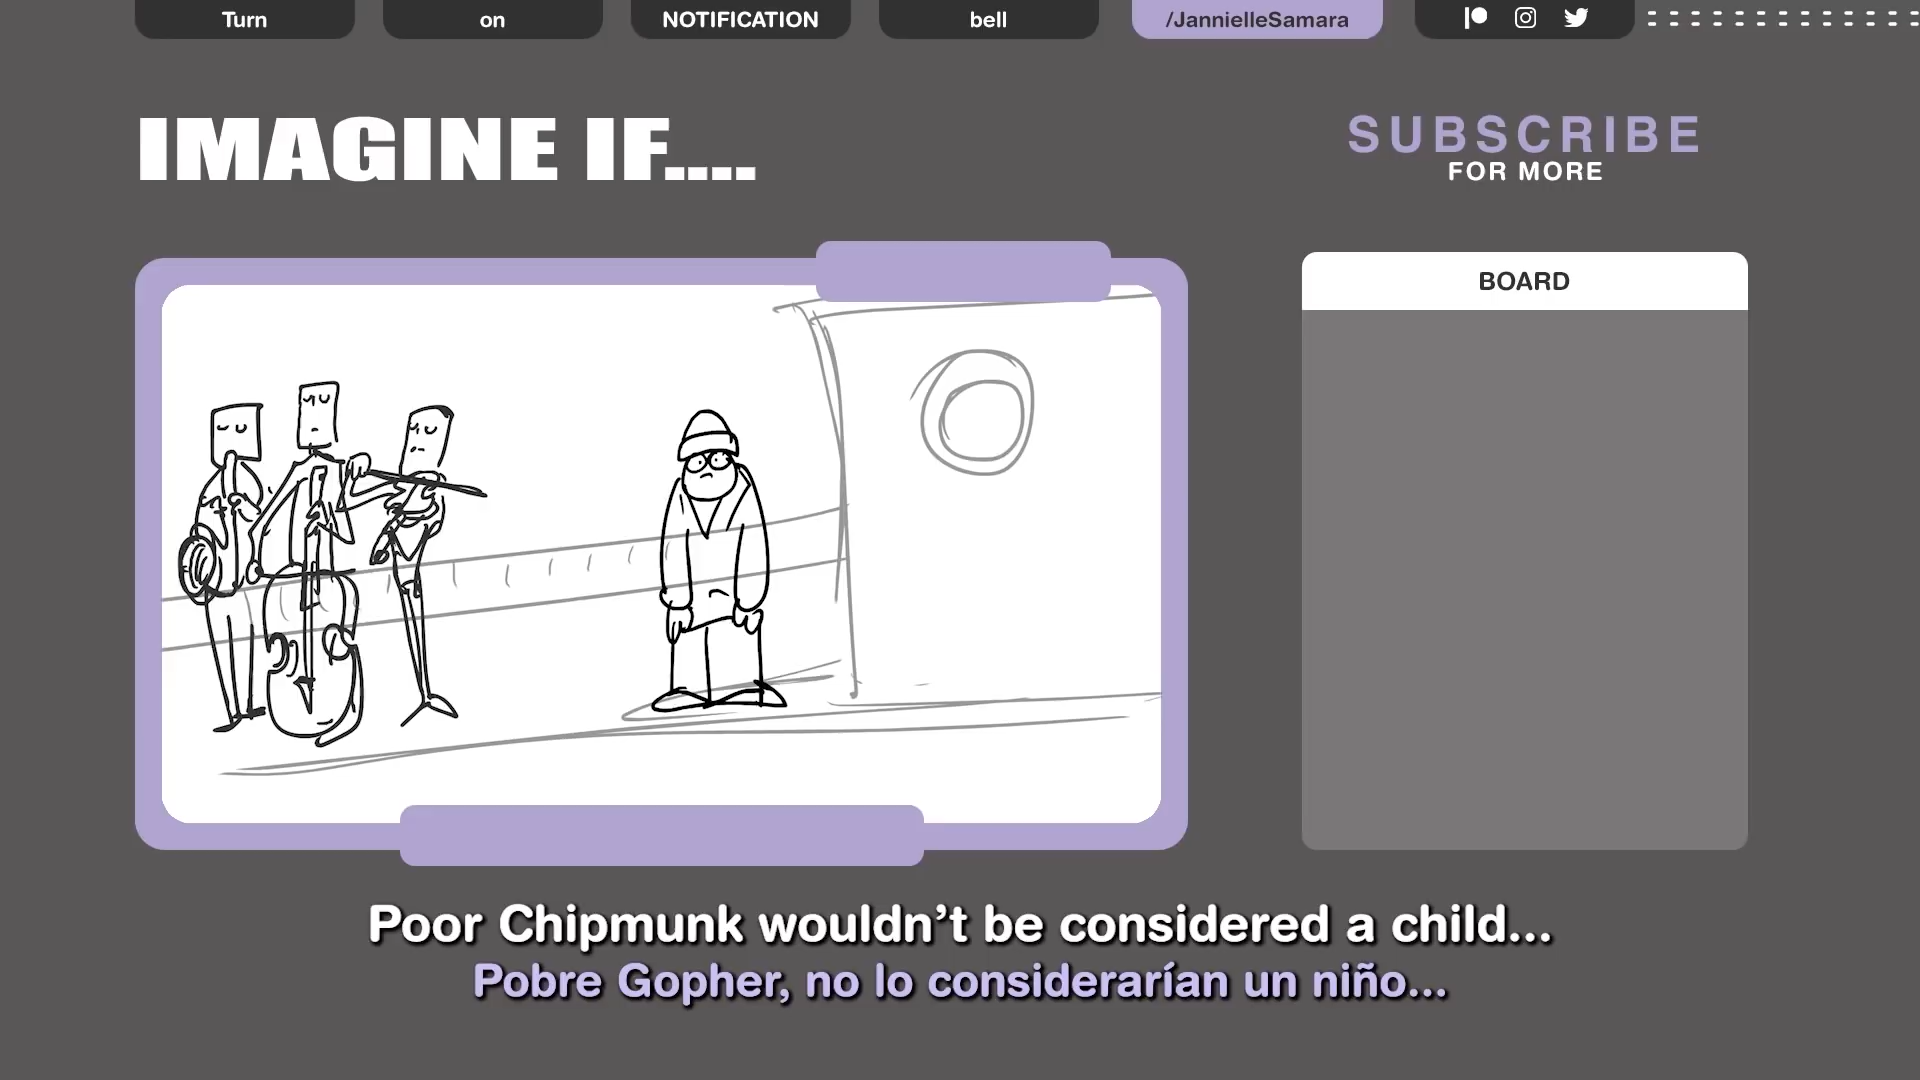 Turn
on
NOTIFICATION
bell
/JannielleSamara
IMAGINE IF....
SUBSCRIBE
FOR MORE
BOARD
Poor Chipmunk wouldn’t be considered a child...
Pobre Gopher, no lo considerarían un niño...